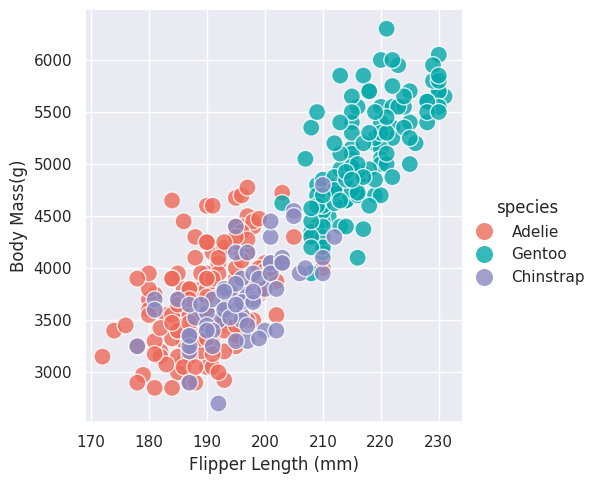 6000
5500
5000
4500
4000
3500
3000
Body Mass(g)
170 180 190 200 210 220 230
Flipper Length (mm)
species
Adelie
Gentoo
Chinstrap